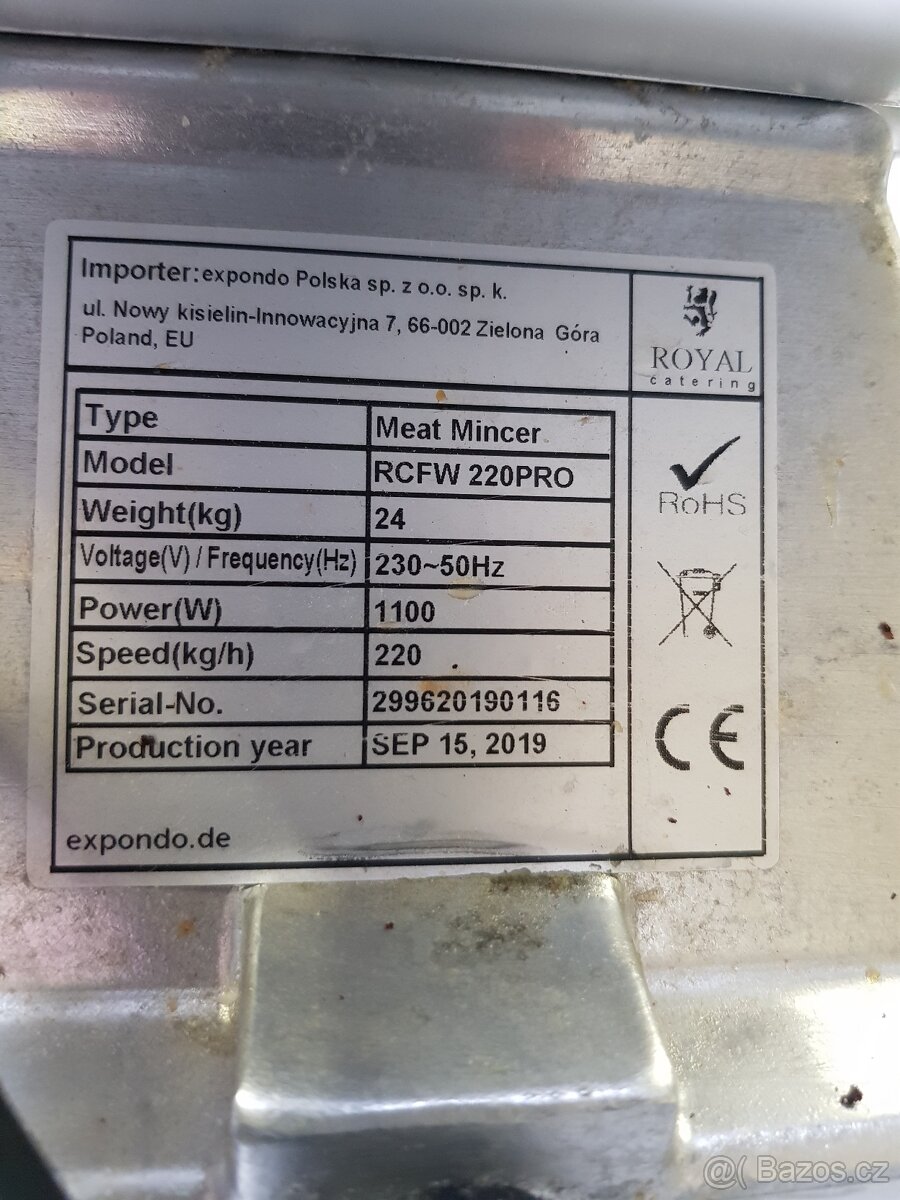 Importer: expondo Polska sp. z o.o. sp. k.
ul. Nowy kisielin-Innowacyjna 7, 66-002 Zielona Góra
Poland, EU
ROYAL
catering
Type Meat Mincer
Model RCFW 220PRO
Weight(kg) 24
Voltage(V) / Frequency(Hz) 230~50Hz
Power(W) 1100
Speed(kg/h) 220
Serial-No. 299620190116
Production year SEP 15, 2019
RoHS
CE
expondo.de
@( Bazos.cz